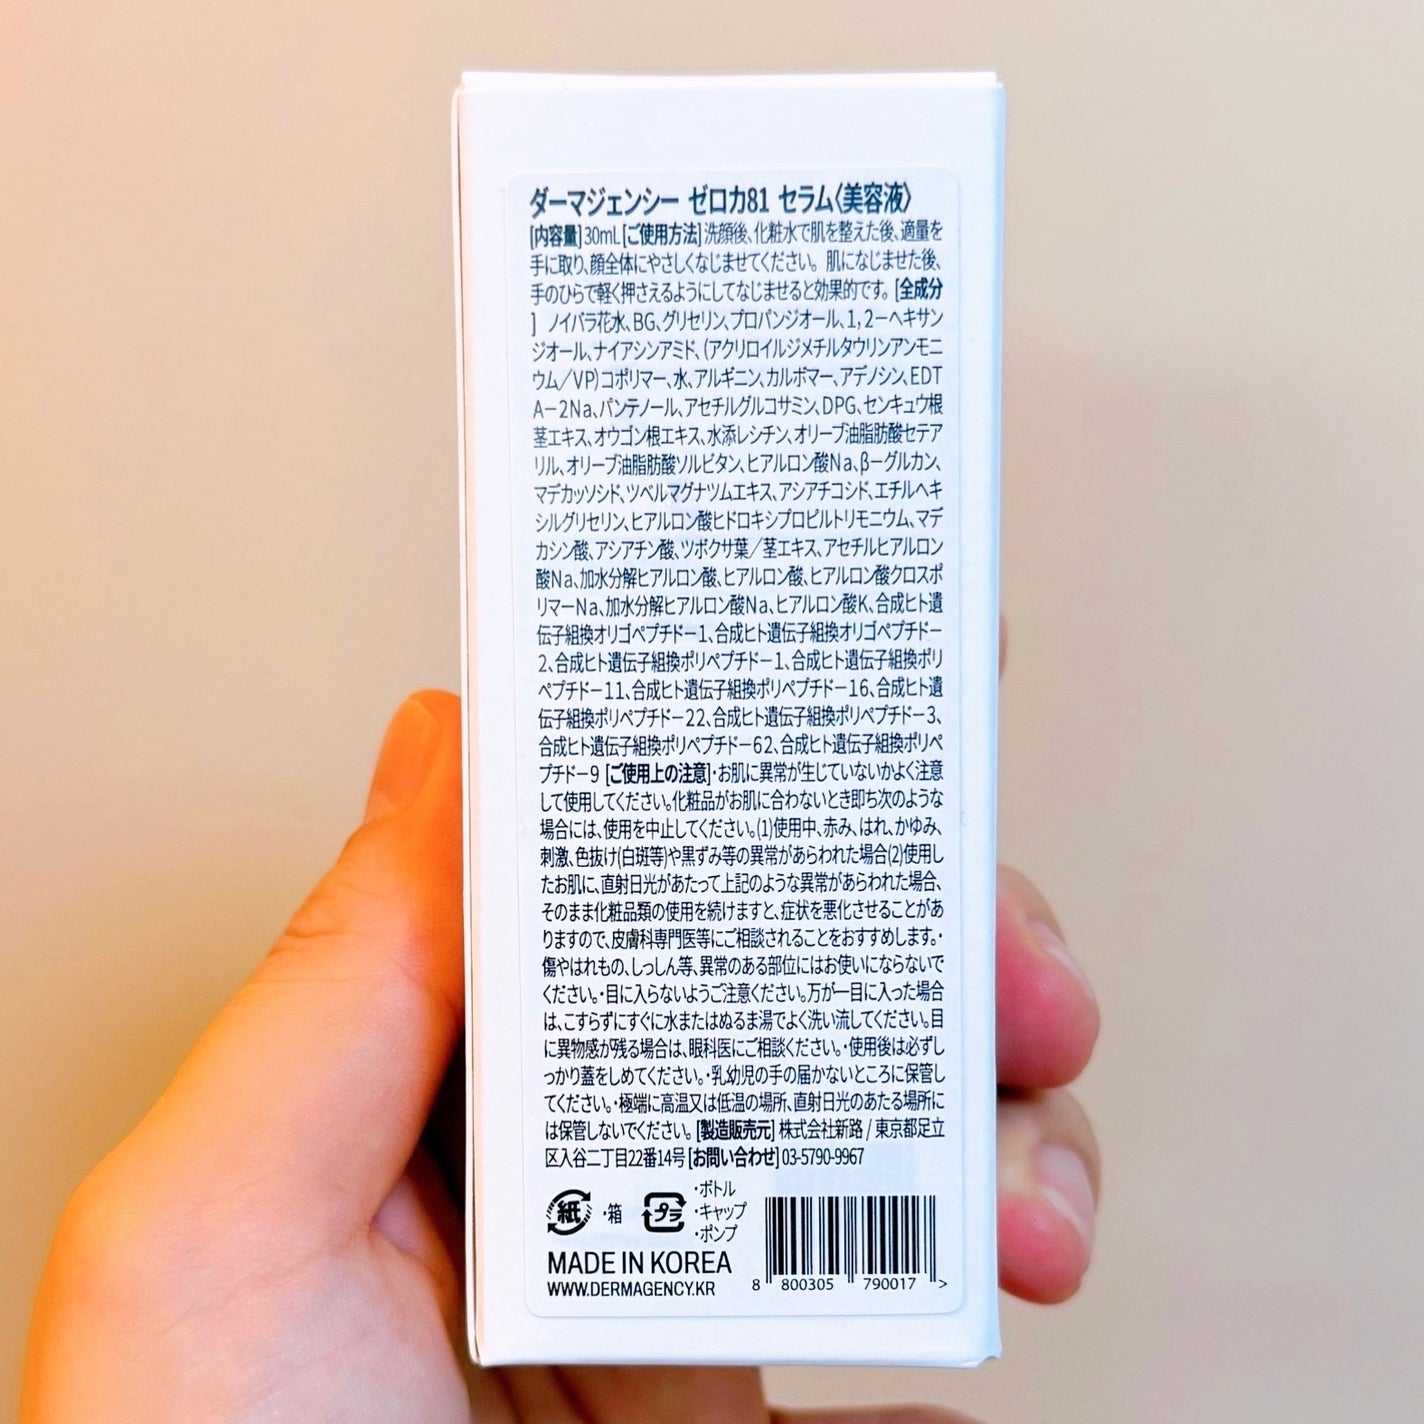 ダーマジェンシー ゼロカ81 セラム〈美容液〉
[内容量]30mL[ご使用方法]洗顔後、化粧水で肌を整えた後、適量を
手に取り、顔全体にやさしくなじませてください。肌になじませた後、
手のひらで軽く押さえるようにしてなじませると効果的です。[全成分
] ノイバラ花水、BG、グリセリン、プロパンジオール、1,2－ヘキサン
ジオール、ナイアシンアミド、(アクリロイルジメチルタウリンアンモニ
ウム／VP)コポリマー、水、アルギニン、カルボマー、アデノシン、EDT
A－2Na、パンテノール、アセチルグルコサミン、DPG、センキュウ根
茎エキス、オウゴン根エキス、水添レシチン、オリーブ油脂肪酸セテア
リル、オリーブ油脂肪酸ソルビタン、ヒアルロン酸Na、β－グルカン、
マデカッソシド、ツベルマグナツムエキス、アシアチコシド、エチルヘキ
シルグリセリン、ヒアルロン酸ヒドロキシプロピルトリモニウム、マデ
カシン酸、アシアチン酸、ツボクサ葉／茎エキス、アセチルヒアルロン
酸Na、加水分解ヒアルロン酸、ヒアルロン酸、ヒアルロン酸クロスポ
リマーNa、加水分解ヒアルロン酸Na、ヒアルロン酸K、合成ヒト遺
伝子組換オリゴペプチド－1、合成ヒト遺伝子組換オリゴペプチド－
2、合成ヒト遺伝子組換ポリペプチド－1、合成ヒト遺伝子組換ポリ
ペプチド－11、合成ヒト遺伝子組換ポリペプチド－16、合成ヒト遺
伝子組換ポリペプチド－22、合成ヒト遺伝子組換ポリペプチド－3、
合成ヒト遺伝子組換ポリペプチド－62、合成ヒト遺伝子組換ポリペ
プチド－9 [ご使用上の注意]・お肌に異常が生じていないかよく注意
して使用してください。化粧品がお肌に合わないとき即ち次のような
場合には、使用を中止してください。(1)使用中、赤み、はれ、かゆみ、
刺激、色抜け(白斑等)や黒ずみ等の異常があらわれた場合(2)使用し
たお肌に、直射日光があたって上記のような異常があらわれた場合、
そのまま化粧品類の使用を続けますと、症状を悪化させることがあ
りますので、皮膚科専門医等にご相談されることをおすすめします。・
傷やはれもの、しっしん等、異常のある部位にはお使いにならないで
ください。・目に入らないようご注意ください。万が一目に入った場合
は、こすらずにすぐに水またはぬるま湯でよく洗い流してください。目
に異物感が残る場合は、眼科医にご相談ください。・使用後は必ずし
っかり蓋をしめてください。・乳幼児の手の届かないところに保管し
てください。・極端に高温又は低温の場所、直射日光のあたる場所に
は保管しないでください。[製造販売元] 株式会社新路 / 東京都足立
区入谷二丁目22番14号[お問い合わせ]03-5790-9967
紙 ・箱 プラ ・ボトル
・キャップ
・ポンプ
MADE IN KOREA
WWW.DERMAGENCY.KR
8 800305 790017 >